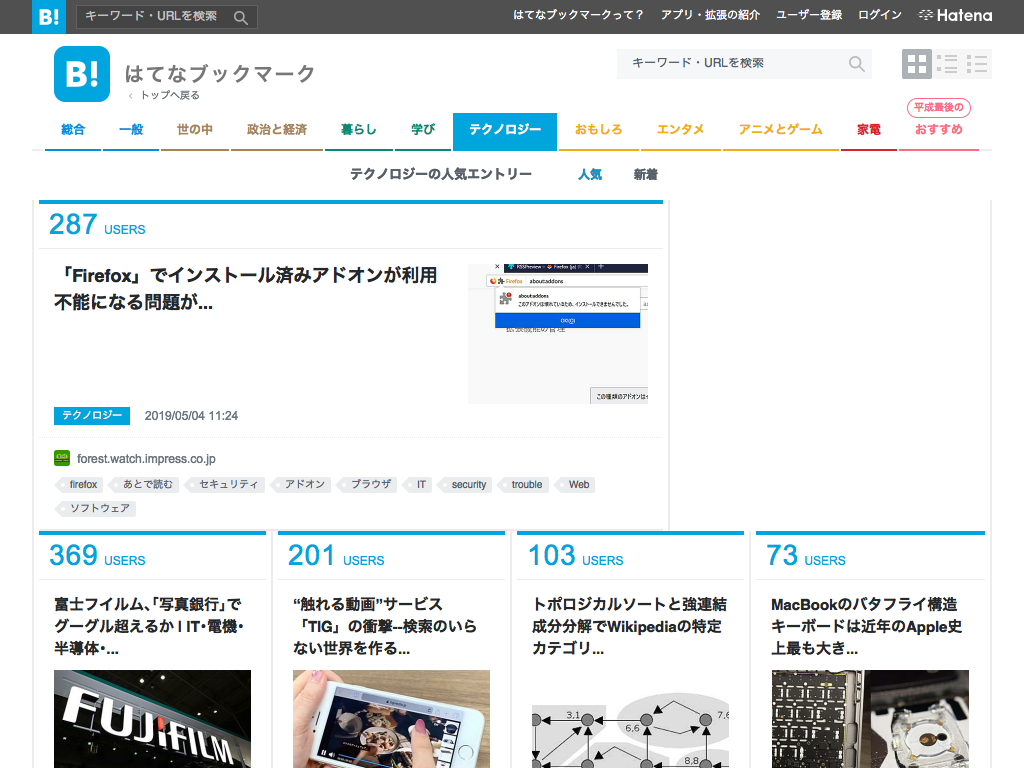 B!
キーワード・URLを検索
はてなブックマークって？
アプリ・拡張の紹介
ユーザー登録
ログイン
Hatena
B!
はてなブックマーク
‹ トップへ戻る
キーワード・URLを検索
総合
一般
世の中
政治と経済
暮らし
学び
テクノロジー
おもしろ
エンタメ
アニメとゲーム
家電
平成最後の
おすすめ
テクノロジーの人気エントリー
人気
新着
287 USERS
「Firefox」でインストール済みアドオンが利用
不能になる問題が...
Firefox
about:addons
about:addons
このアドオンは壊れているため、インストールできませんでした。
OK(O)
拡張機能の管理
この種類のアドオンは
テクノロジー
2019/05/04 11:24
forest.watch.impress.co.jp
firefox
あとで読む
セキュリティ
アドオン
ブラウザ
IT
security
trouble
Web
ソフトウェア
369 USERS
富士フイルム、「写真銀行」で
グーグル超えるか | IT・電機・
半導体・...
FUJIFILM
201 USERS
“触れる動画”サービス
「TIG」の衝撃--検索のいら
ない世界を作る...
103 USERS
トポロジカルソートと強連結
成分分解でWikipediaの特定
カテゴリ...
3,1
6,6
8,8
73 USERS
MacBookのバタフライ構造
キーボードは近年のApple史
上最も大き...